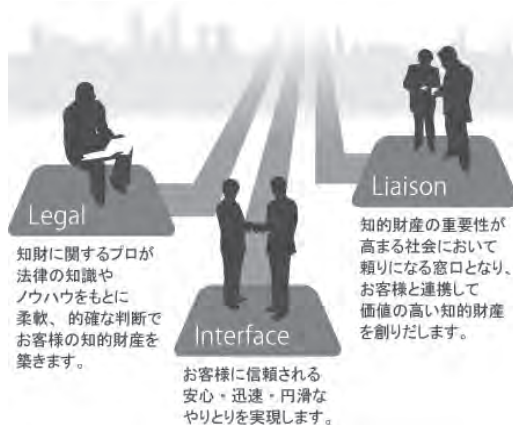 Legal
知財に関するプロが
法律の知識や
ノウハウをもとに
柔軟、的確な判断で
お客様の知的財産を
築きます。
Interface
お客様に信頼される
安心・迅速・円滑な
やりとりを実現します。
Liaison
知的財産の重要性が
高まる社会において
頼りになる窓口となり、
お客様と連携して
価値の高い知的財産
を創りだします。